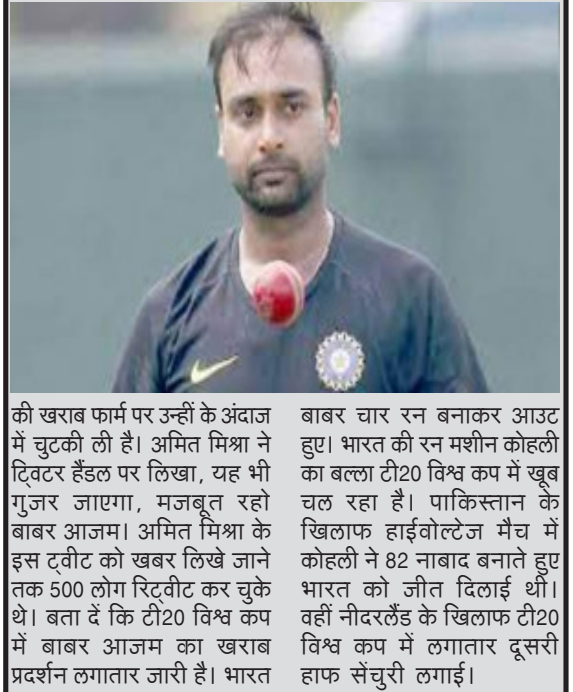 की खराब फार्म पर उन्हीं के अंदाज
में चुटकी ली है। अमित मिश्रा ने
ट्विटर हैंडल पर लिखा, यह भी
गुजर जाएगा, मजबूत रहो
बाबर आजम। अमित मिश्रा के
इस ट्वीट को खबर लिखे जाने
तक 500 लोग रिट्वीट कर चुके
थे। बता दें कि टी20 विश्व कप
में बाबर आजम का खराब
प्रदर्शन लगातार जारी है। भारत
बाबर चार रन बनाकर आउट
हुए। भारत की रन मशीन कोहली
का बल्ला टी20 विश्व कप में खूब
चल रहा है। पाकिस्तान के
खिलाफ हाईवोल्टेज मैच में
कोहली ने 82 नाबाद बनाते हुए
भारत को जीत दिलाई थी।
वहीं नीदरलैंड के खिलाफ टी20
विश्व कप में लगातार दूसरी
हाफ सेंचुरी लगाई।